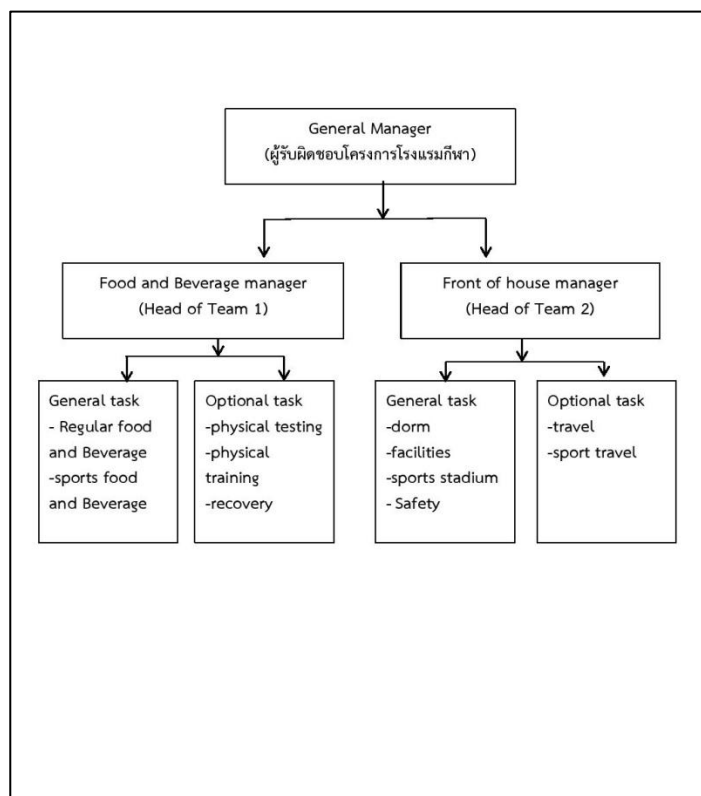 General Manager
(ผู้รับผิดชอบโครงการโรงแรมกีฬา)
Food and Beverage manager
(Head of Team 1)
Front of house manager
(Head of Team 2)
General task
- Regular food
and Beverage
-sports food
and Beverage
Optional task
-physical testing
-physical
training
-recovery
General task
-dorm
-facilities
-sports stadium
- Safety
Optional task
-travel
-sport travel